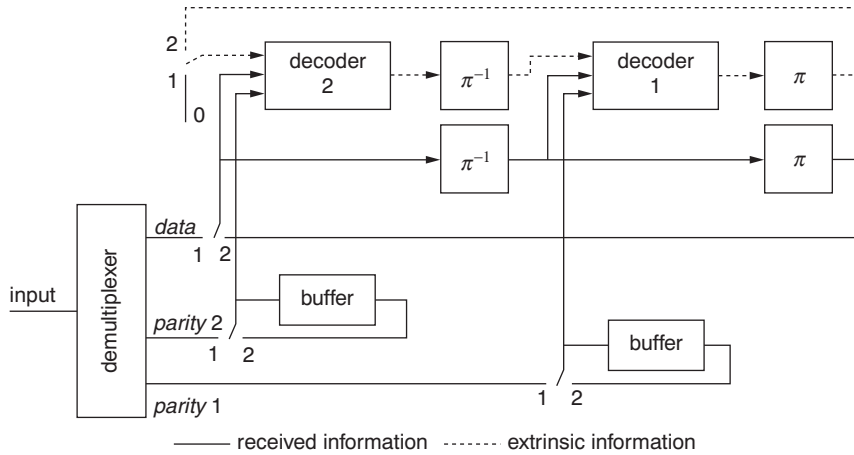 2
1
0
decoder
2
π⁻¹
decoder
1
π
π⁻¹
π
data
1 2
input
demultiplexer
buffer
parity 2
1 2
buffer
1 2
parity 1
received information
extrinsic information